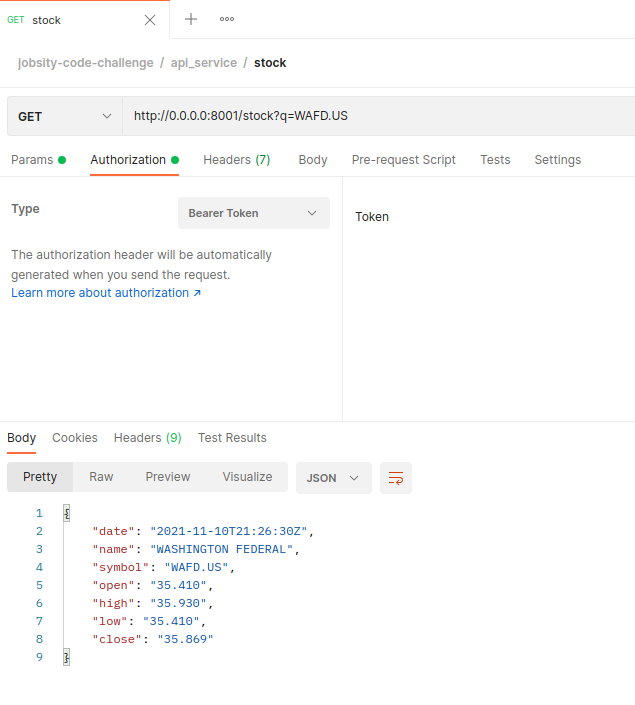 GET stock
jobsity-code-challenge / api_service / stock
GET http://0.0.0.0:8001/stock?q=WAFD.US
Params Authorization Headers (7) Body Pre-request Script Tests Settings
Type Bearer Token
Token
The authorization header will be automatically
generated when you send the request.
Learn more about authorization ↗
Body Cookies Headers (9) Test Results
Pretty Raw Preview Visualize JSON
1 {
2 "date": "2021-11-10T21:26:30Z",
3 "name": "WASHINGTON FEDERAL",
4 "symbol": "WAFD.US",
5 "open": "35.410",
6 "high": "35.930",
7 "low": "35.410",
8 "close": "35.869"
9 }